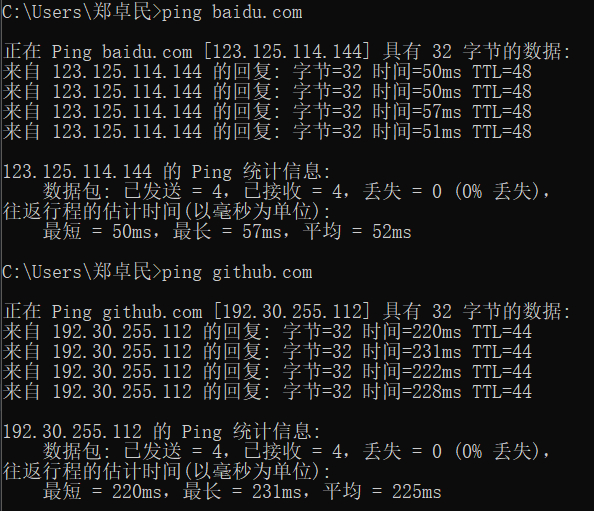 C:\Users\郑卓民>ping baidu.com
正在 Ping baidu.com [123.125.114.144] 具有 32 字节的数据:
来自 123.125.114.144 的回复: 字节=32 时间=50ms TTL=48
来自 123.125.114.144 的回复: 字节=32 时间=50ms TTL=48
来自 123.125.114.144 的回复: 字节=32 时间=57ms TTL=48
来自 123.125.114.144 的回复: 字节=32 时间=51ms TTL=48
123.125.114.144 的 Ping 统计信息:
    数据包: 已发送 = 4，已接收 = 4，丢失 = 0 (0% 丢失)，
往返行程的估计时间(以毫秒为单位):
    最短 = 50ms，最长 = 57ms，平均 = 52ms
C:\Users\郑卓民>ping github.com
正在 Ping github.com [192.30.255.112] 具有 32 字节的数据:
来自 192.30.255.112 的回复: 字节=32 时间=220ms TTL=44
来自 192.30.255.112 的回复: 字节=32 时间=231ms TTL=44
来自 192.30.255.112 的回复: 字节=32 时间=222ms TTL=44
来自 192.30.255.112 的回复: 字节=32 时间=228ms TTL=44
192.30.255.112 的 Ping 统计信息:
    数据包: 已发送 = 4，已接收 = 4，丢失 = 0 (0% 丢失)，
往返行程的估计时间(以毫秒为单位):
    最短 = 220ms，最长 = 231ms，平均 = 225ms